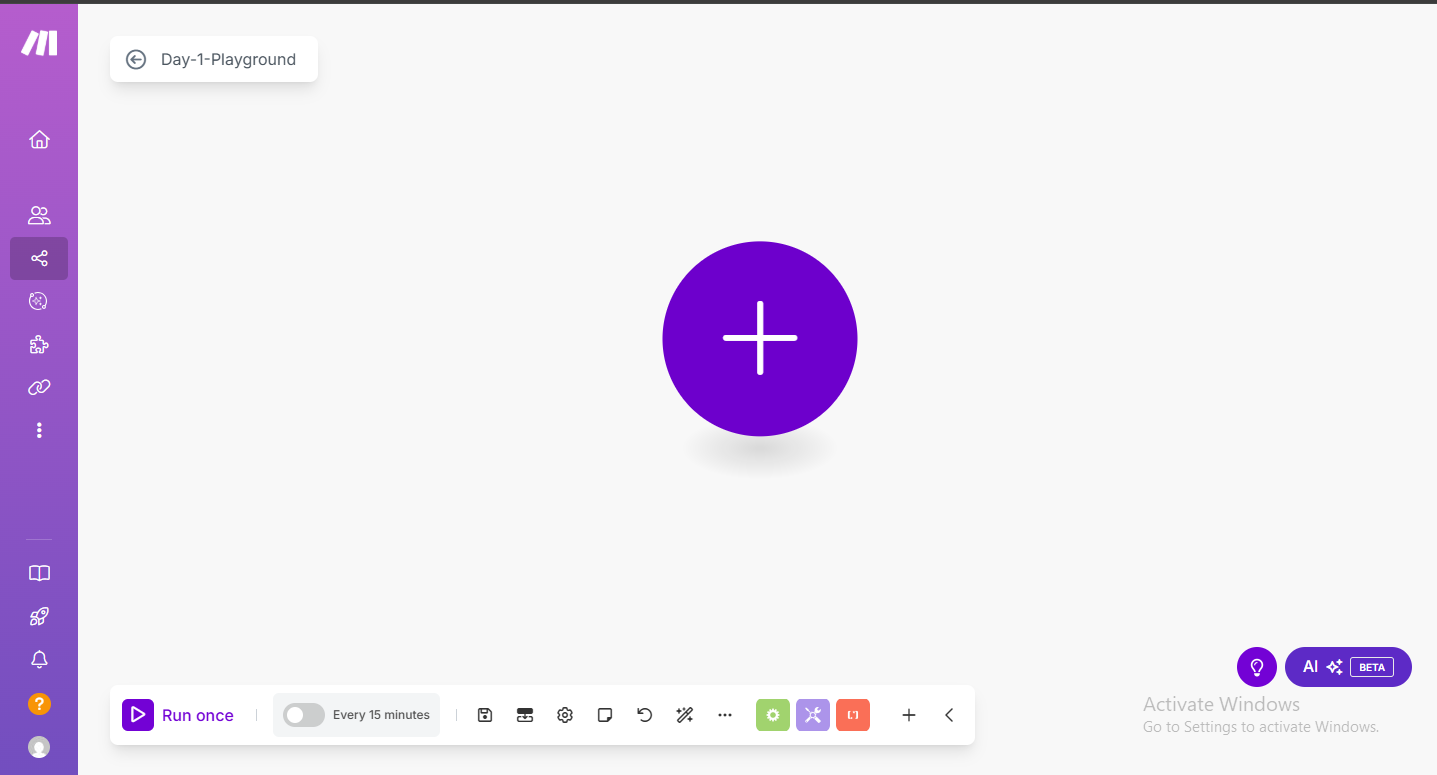 Day-1-Playground
AI BETA
Run once
Every 15 minutes
Activate Windows
Go to Settings to activate Windows.